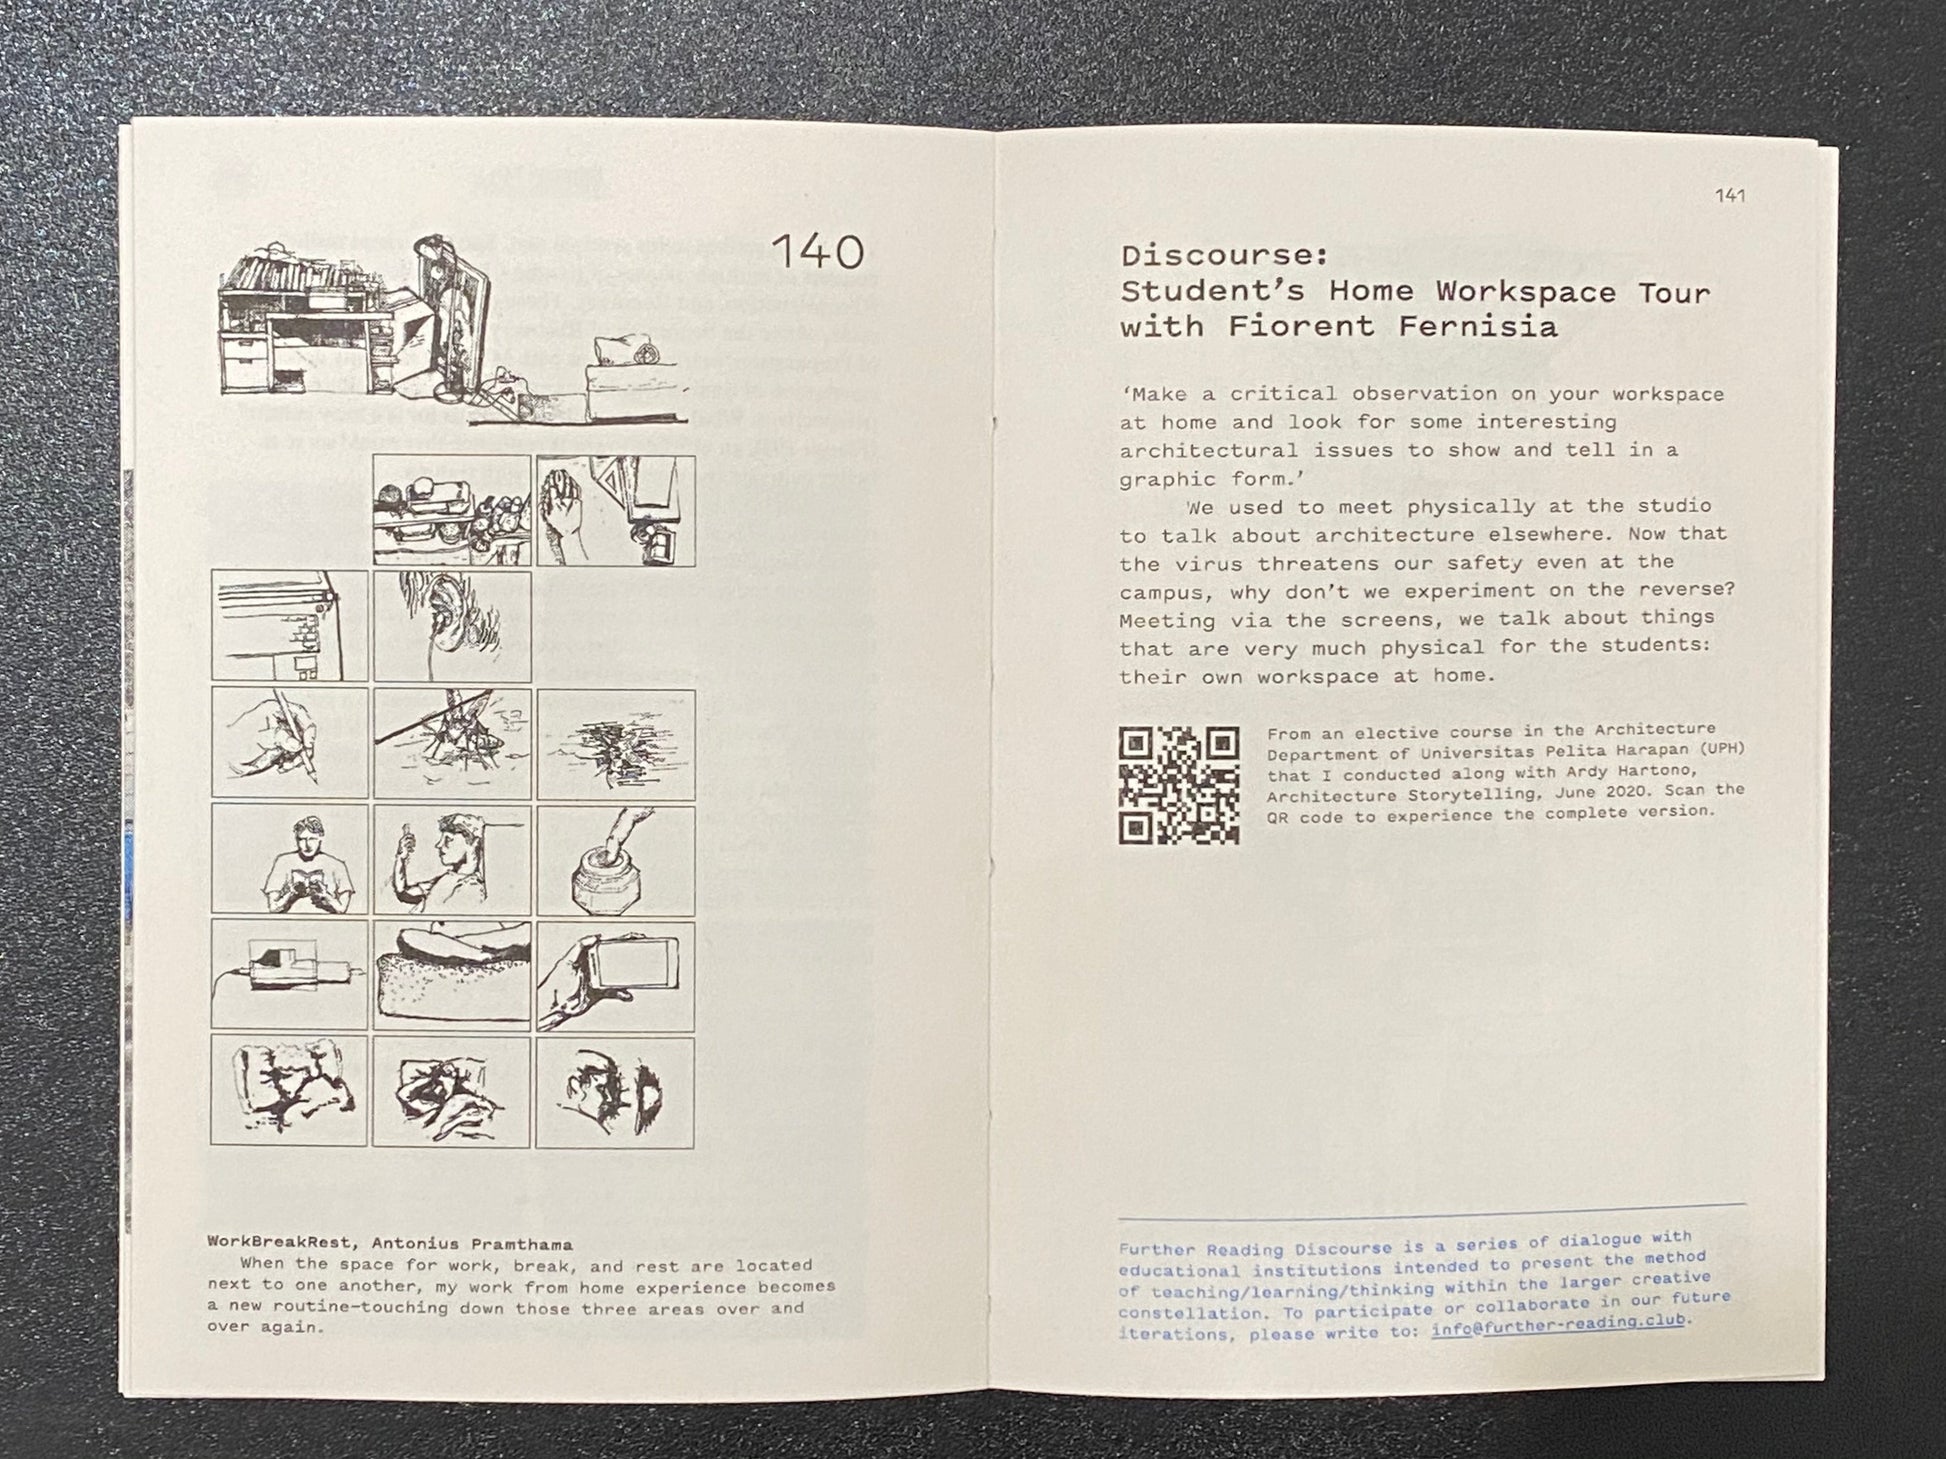 140
WorkBreakRest, Antonius Pramthama
When the space for work, break, and rest are located
next to one another, my work from home experience becomes
a new routine-touching down those three areas over and
over again.
141
Discourse:
Student's Home Workspace Tour
with Fiorent Fernisia
'Make a critical observation on your workspace
at home and look for some interesting
architectural issues to show and tell in a
graphic form.'
We used to meet physically at the studio
to talk about architecture elsewhere. Now that
the virus threatens our safety even at the
campus, why don't we experiment on the reverse?
Meeting via the screens, we talk about things
that are very much physical for the students:
their own workspace at home.
From an elective course in the Architecture
Department of Universitas Pelita Harapan (UPH)
that I conducted along with Ardy Hartono,
Architecture Storytelling, June 2020. Scan the
QR code to experience the complete version.
Further Reading Discourse is a series of dialogue with
educational institutions intended to present the method
of teaching/learning/thinking within the larger creative
constellation. To participate or collaborate in our future
iterations, please write to: info@further-reading.club.